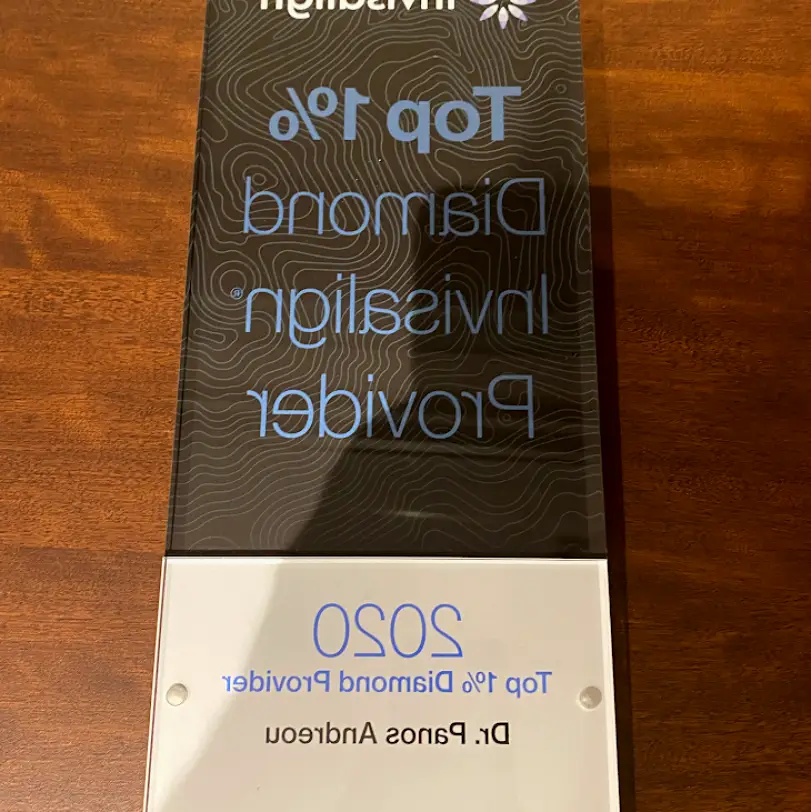 invisalign
Top 1%
Diamond
Invisalign®
Provider
2020
Top 1% Diamond Provider
Dr. Panos Andreou